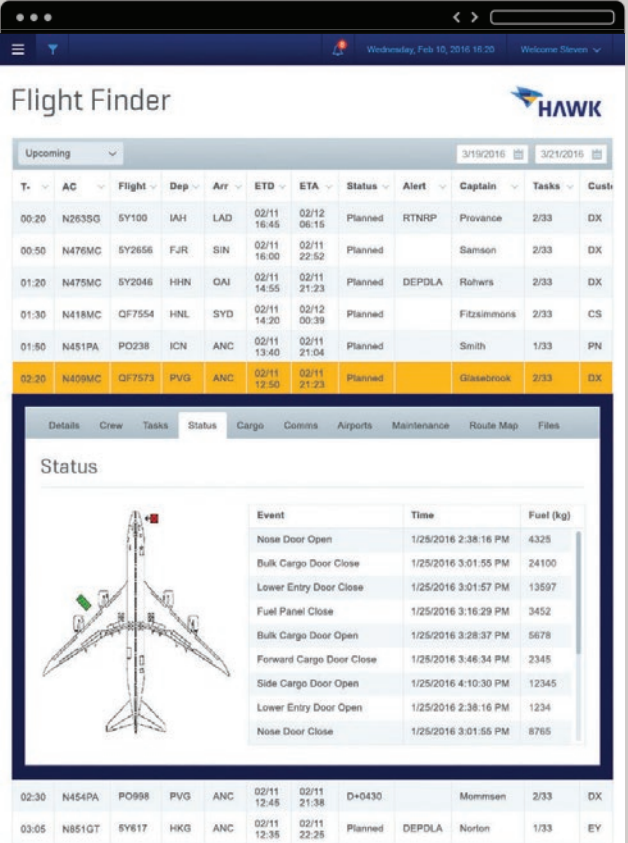 Wednesday, Feb 10, 2016 16:20 Welcome Steven
Flight Finder
HAWK
Upcoming 3/19/2016 3/21/2016
T- AC Flight Dep Arr ETD ETA Status Alert Captain Tasks Cust
00:20 N263SG 5Y100 IAH LAD 02/11 16:45 02/12 06:15 Planned RTNRP Provance 2/33 DX
00:50 N476MC 5Y2656 FJR SIN 02/11 16:00 02/11 22:52 Planned Samson 2/33 DX
01:20 N475MC 5Y2046 HHN OAI 02/11 14:55 02/11 21:23 Planned DEPDLA Rohwrs 2/33 DX
01:30 N418MC QF7554 HNL SYD 02/11 14:20 02/12 00:39 Planned Fitzsimmons 2/33 CS
01:50 N451PA PO238 ICN ANC 02/11 13:40 02/11 21:04 Planned Smith 1/33 PN
02:20 N409MC QF7573 PVG ANC 02/11 12:50 02/11 21:23 Planned Glasebrook 2/33 DX
Details Crew Tasks Status Cargo Comms Airports Maintenance Route Map Files
Status
Event Time Fuel (kg)
Nose Door Open 1/25/2016 2:38:16 PM 4325
Bulk Cargo Door Close 1/25/2016 3:01:55 PM 24100
Lower Entry Door Close 1/25/2016 3:01:57 PM 13597
Fuel Panel Close 1/25/2016 3:16:29 PM 3452
Bulk Cargo Door Open 1/25/2016 3:28:37 PM 5678
Forward Cargo Door Close 1/25/2016 3:46:34 PM 2345
Side Cargo Door Open 1/25/2016 4:10:30 PM 12345
Lower Entry Door Open 1/25/2016 2:38:16 PM 1234
Nose Door Close 1/25/2016 3:01:55 PM 8765
02:30 N454PA PO998 PVG ANC 02/11 12:45 02/11 21:38 D+0430 Mommsen 2/33 DX
03:05 N851GT 5Y617 HKG ANC 02/11 12:35 02/11 22:25 Planned DEPDLA Norton 1/33 EY